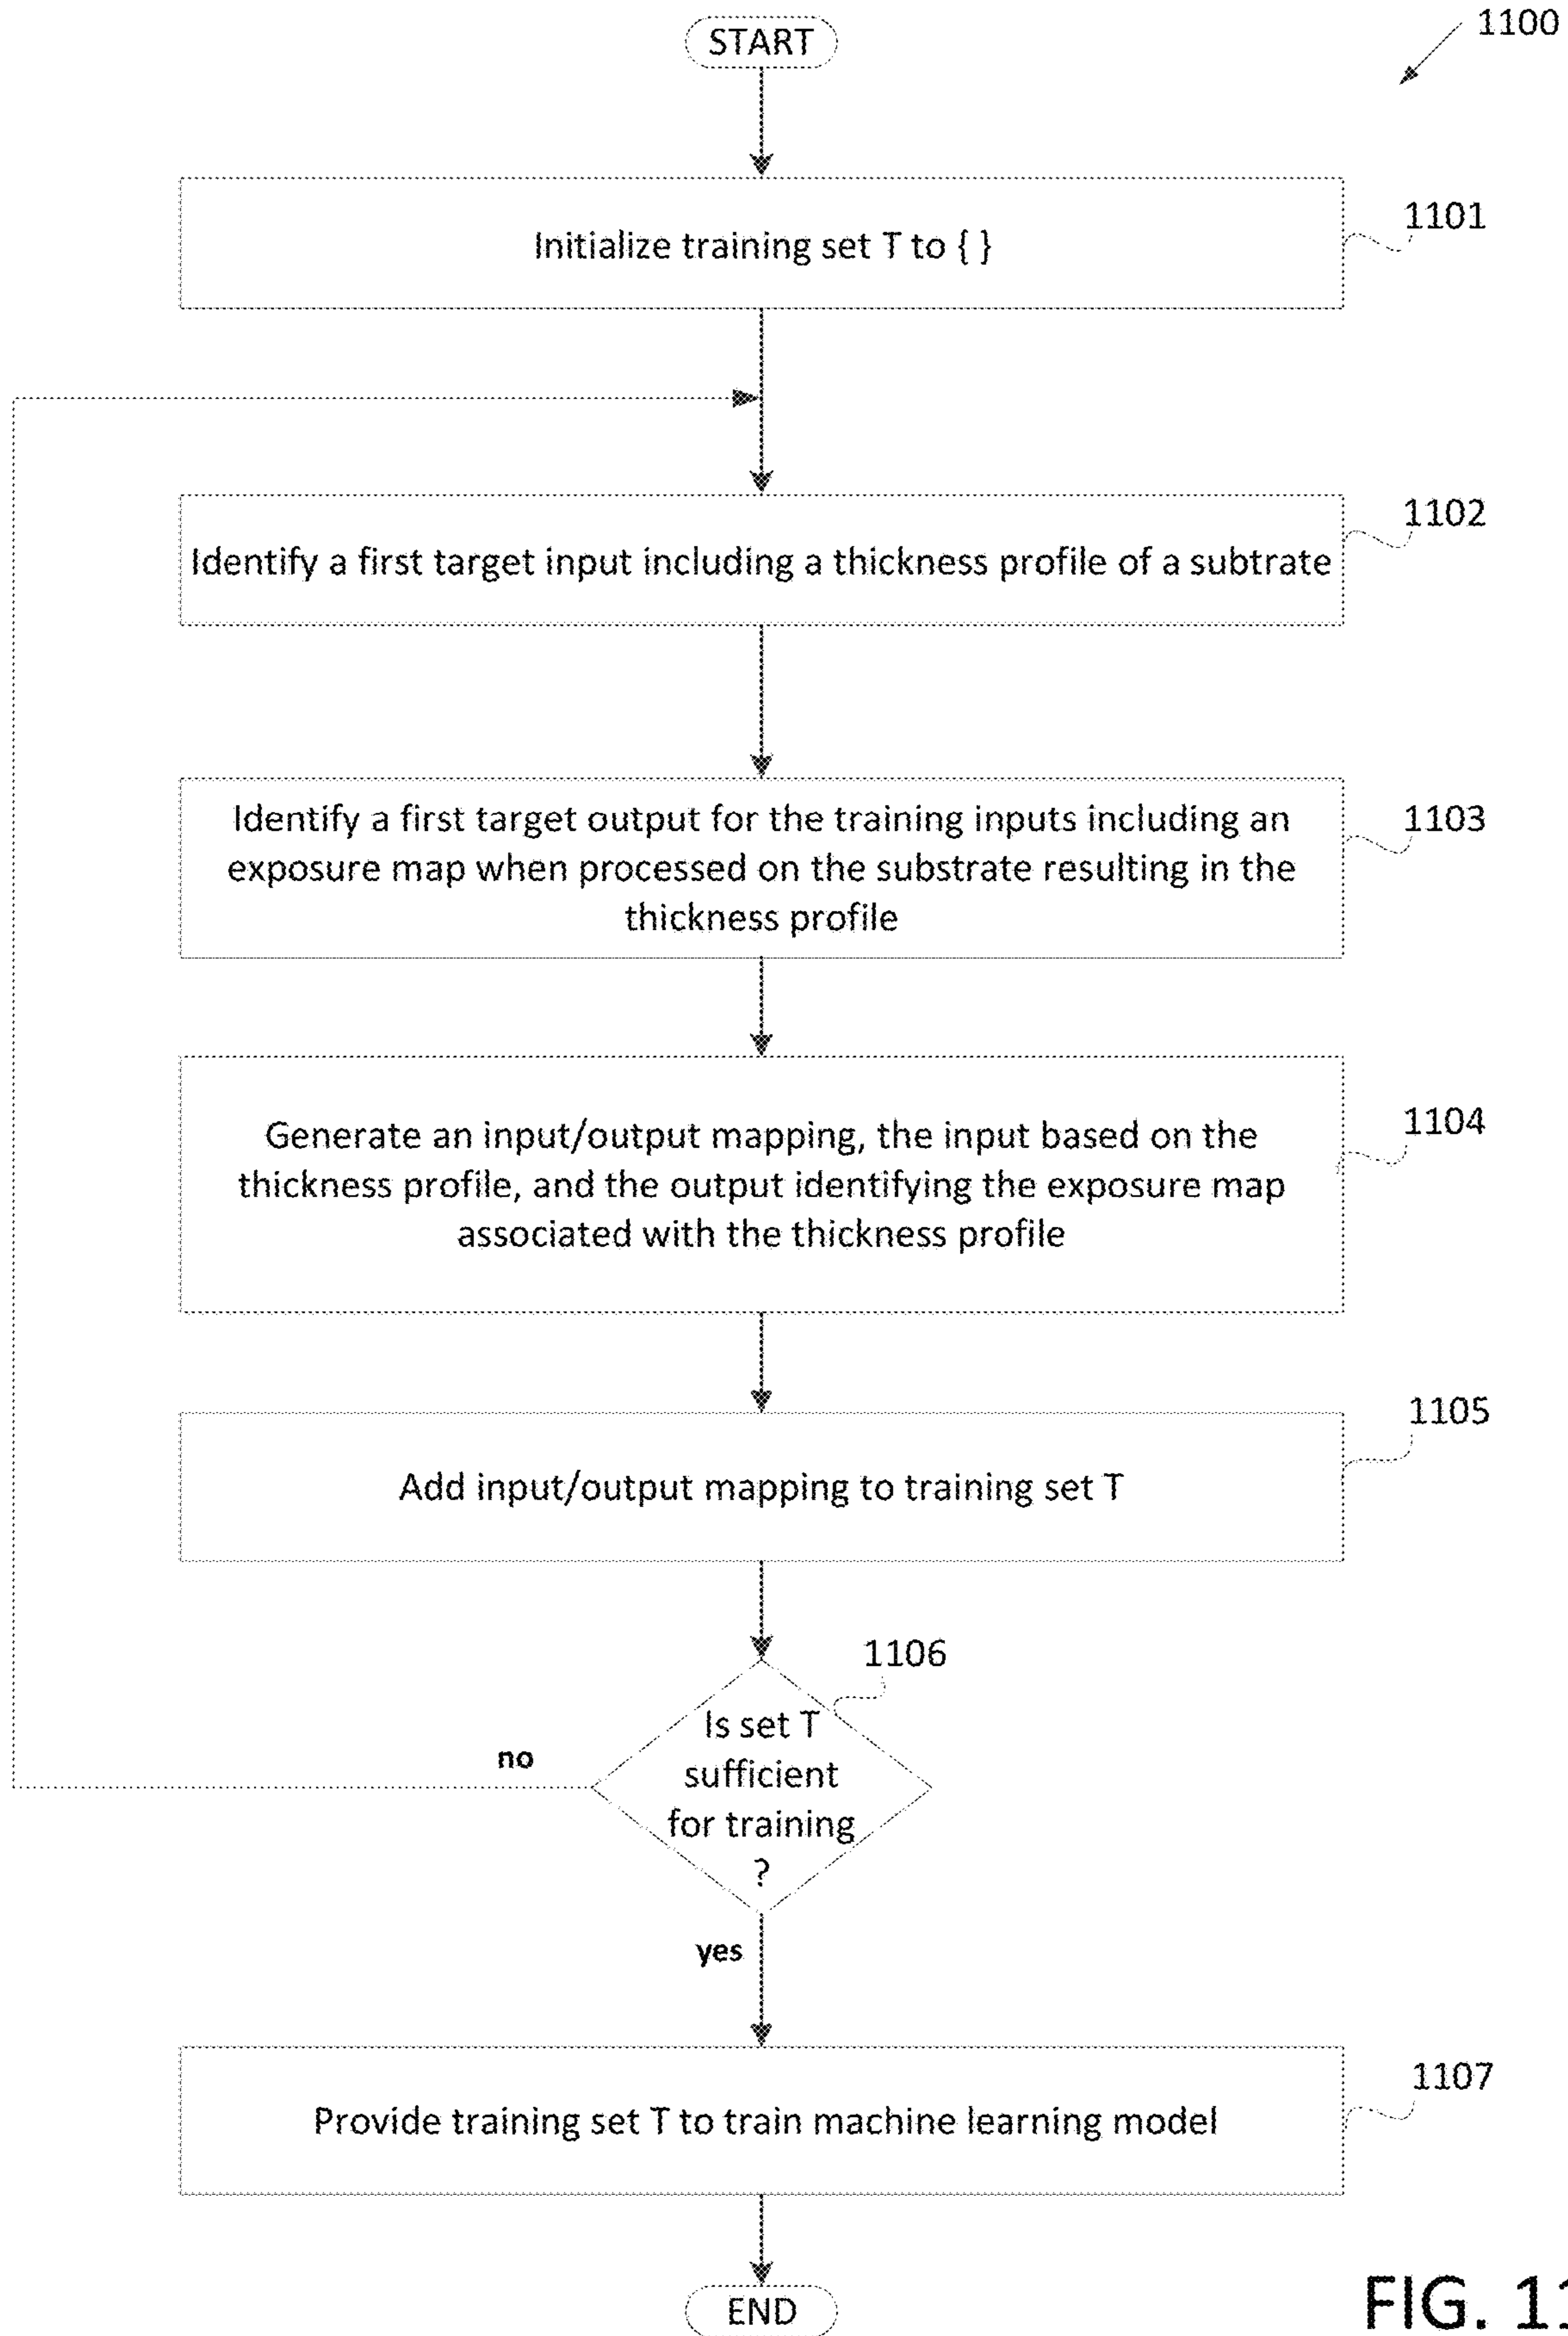 START
1100
Initialize training set T to { }
1101
Identify a first target input including a thickness profile of a subtrate
1102
Identify a first target output for the training inputs including an
exposure map when processed on the substrate resulting in the
thickness profile
1103
Generate an input/output mapping, the input based on the
thickness profile, and the output identifying the exposure map
associated with the thickness profile
1104
Add input/output mapping to training set T
1105
1106
Is set T
sufficient
for training
?
no
yes
Provide training set T to train machine learning model
1107
END
FIG. 11